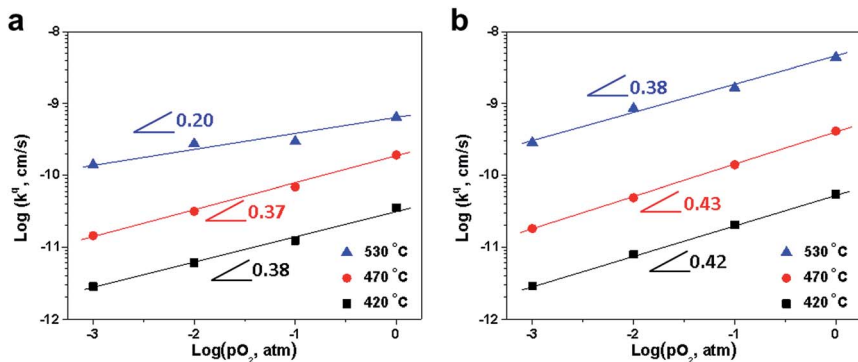 a
Log (k^q, cm/s)
-8
-9
-10
-11
-12
0.20
0.37
0.38
530 °C
470 °C
420 °C
-3 -2 -1 0
Log(pO₂, atm)
b
-8
-9
-10
-11
-12
Log (k^q, cm/s)
0.38
0.43
0.42
530 °C
470 °C
420 °C
-3 -2 -1 0
Log(pO₂, atm)